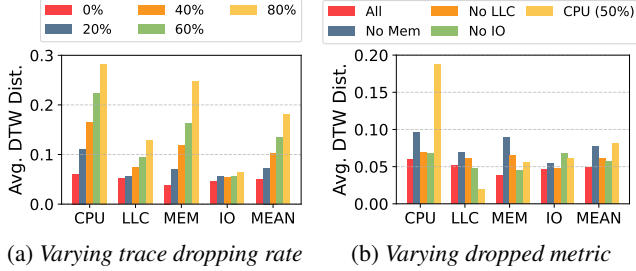 0% 40% 80%
20% 60%
Avg. DTW Dist.
0.3
0.2
0.1
0.0
CPU LLC MEM IO MEAN
(a) Varying trace dropping rate
All No LLC CPU (50%)
No Mem No IO
Avg. DTW Dist.
0.20
0.15
0.10
0.05
0.00
CPU LLC MEM IO MEAN
(b) Varying dropped metric